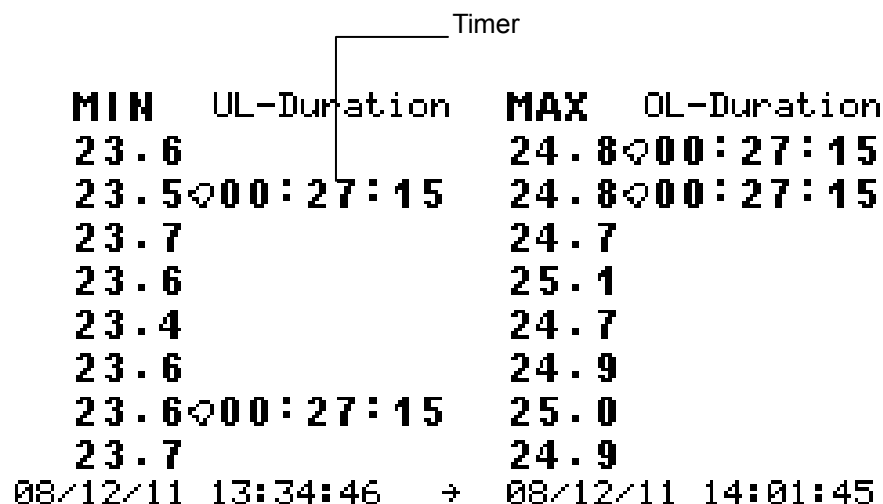 Timer
MIN UL-Duration MAX OL-Duration
23.6 24.8 00:27:15
23.5 00:27:15 24.8 00:27:15
23.7 24.7
23.6 25.1
23.4 24.7
23.6 24.9
23.6 00:27:15 25.0
23.7 24.9
08/12/11 13:34:46 → 08/12/11 14:01:45